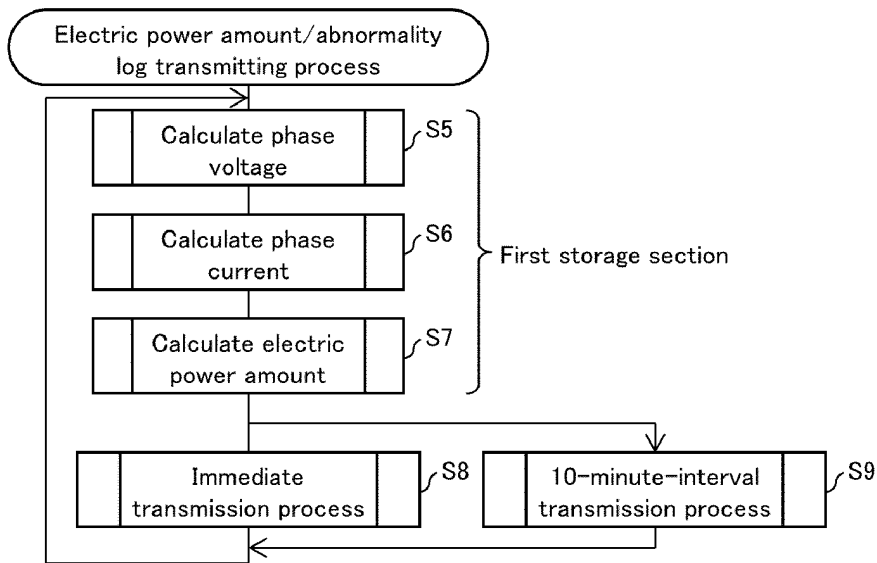 Electric power amount/abnormality
log transmitting process
Calculate phase
voltage
S5
Calculate phase
current
S6
First storage section
Calculate electric
power amount
S7
Immediate
transmission process
S8
10-minute-interval
transmission process
S9